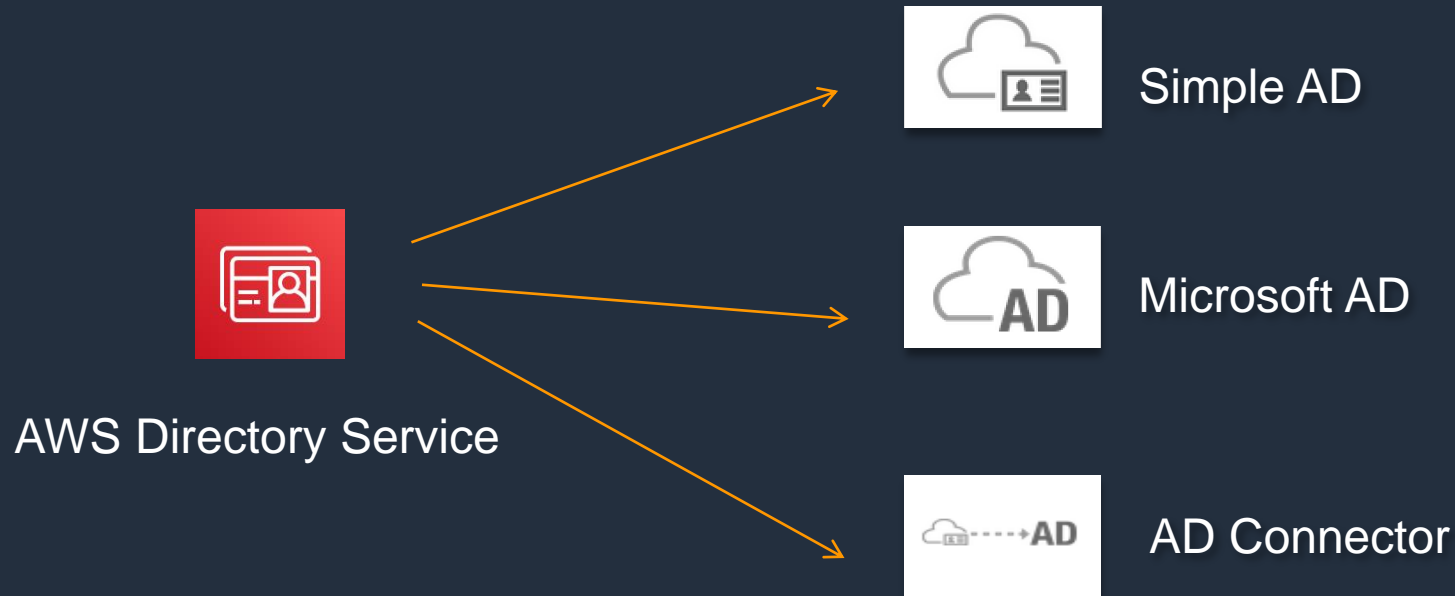 Simple AD
AD
Microsoft AD
AWS Directory Service
AD
AD Connector